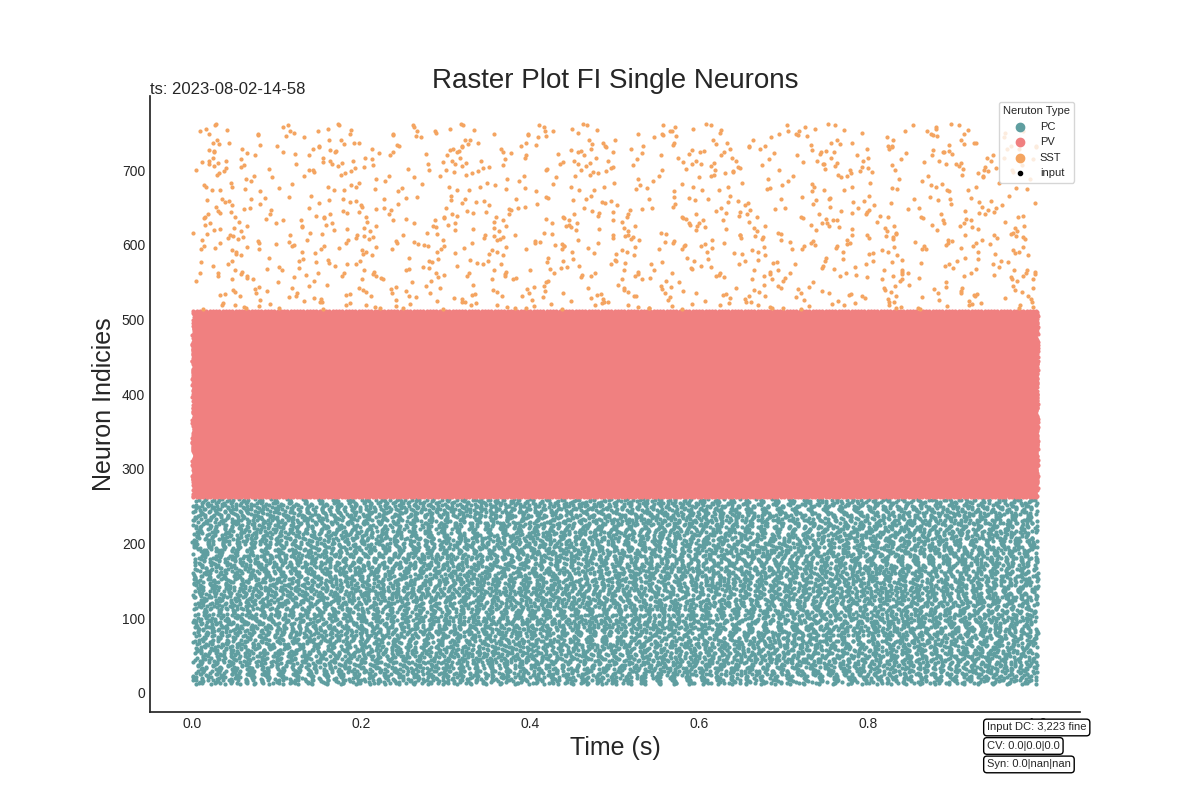 Raster Plot FI Single Neurons
ts: 2023-08-02-14-58
Neruton Type
PC
PV
SST
input
Neuron Indicies
700
600
500
400
300
200
100
0
0.0 0.2 0.4 0.6 0.8
Time (s)
Input DC: 3,223 fine
CV: 0.0|0.0|0.0
Syn: 0.0|nan|nan